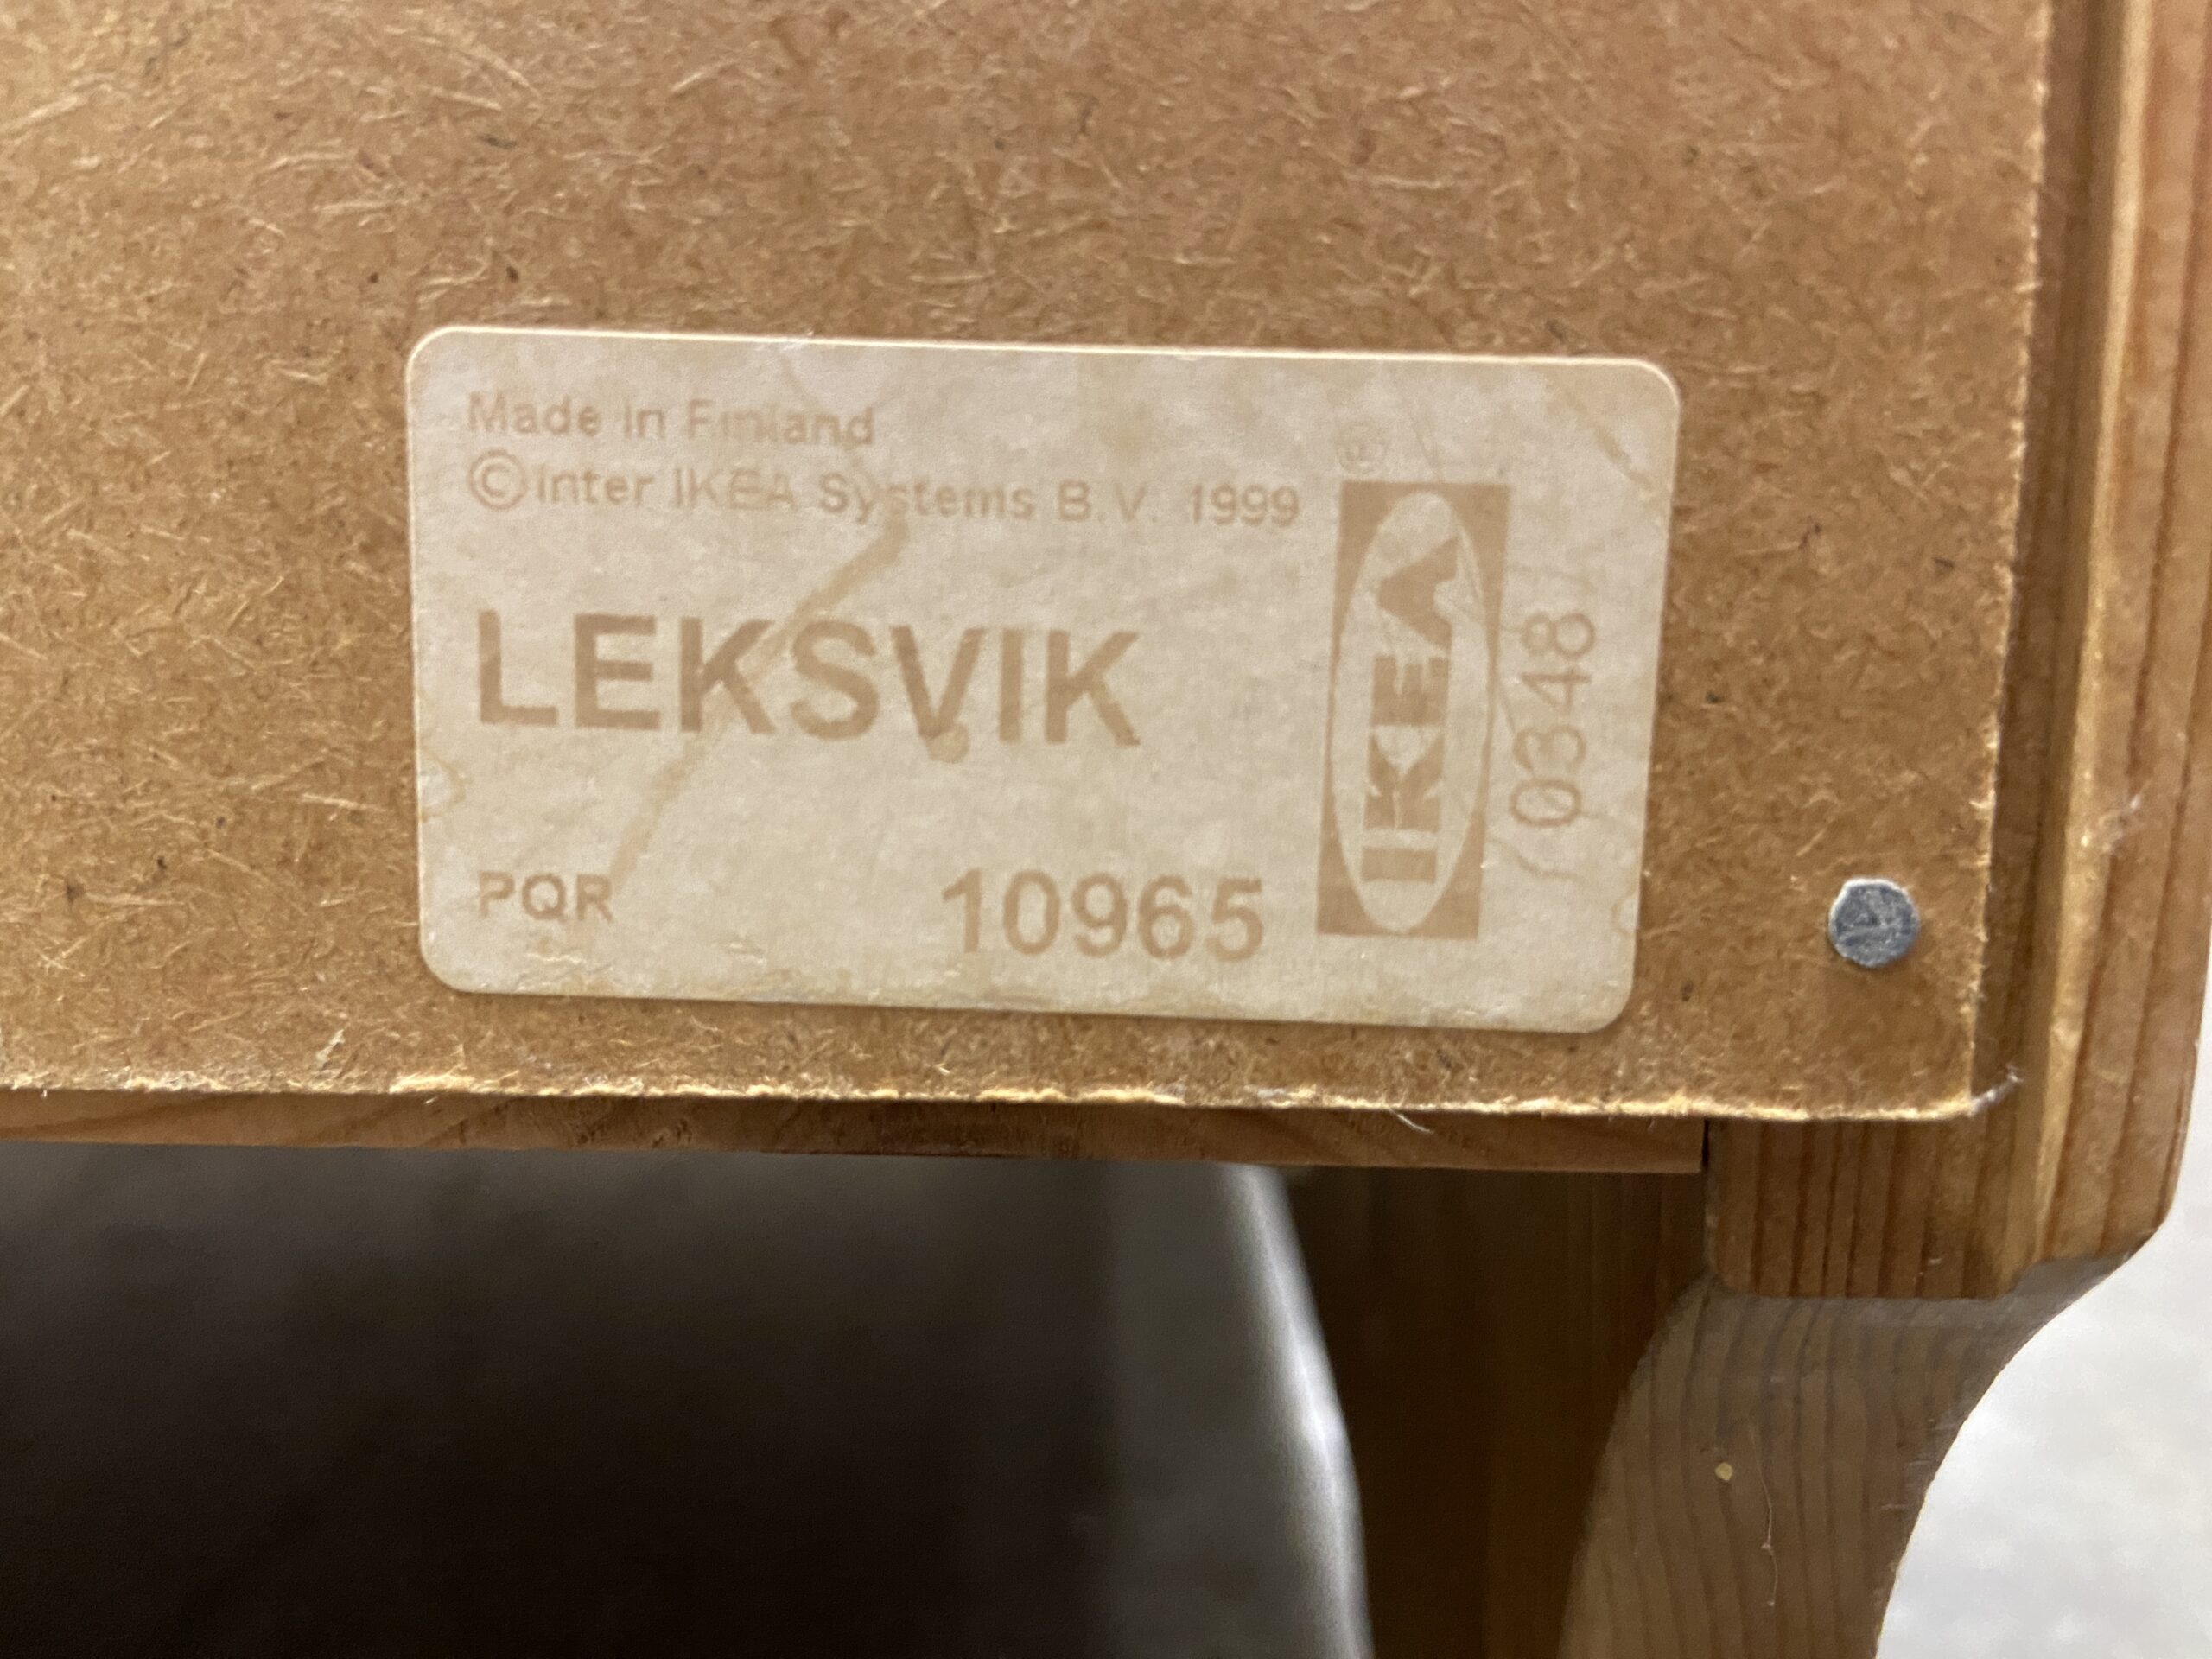 Made in Finland
©Inter IKEA Systems B.V. 1999
LEKSVIK
PQR
10965
®
IKEA
0348